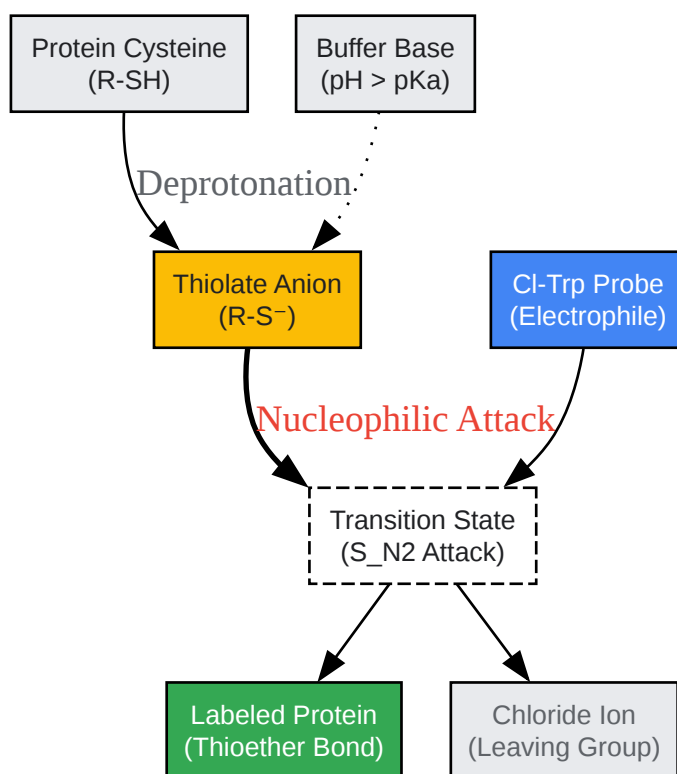 Protein Cysteine
(R-SH)
Buffer Base
(pH > pKa)
Deprotonation
Thiolate Anion
(R-S⁻)
Cl-Trp Probe
(Electrophile)
Nucleophilic Attack
Transition State
(S_N2 Attack)
Labeled Protein
(Thioether Bond)
Chloride Ion
(Leaving Group)